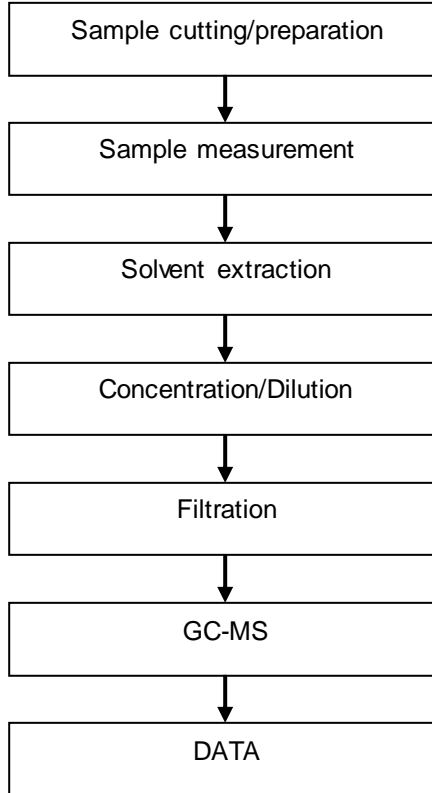 Sample cutting/preparation
Sample measurement
Solvent extraction
Concentration/Dilution
Filtration
GC-MS
DATA